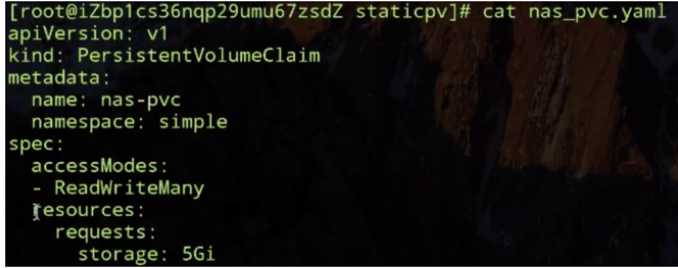 [root@iZbp1cs36nqp29umu67zsdZ staticpv]# cat nas_pvc.yaml
apiVersion: v1
kind: PersistentVolumeClaim
metadata:
  name: nas-pvc
  namespace: simple
spec:
  accessModes:
  - ReadWriteMany
  resources:
    requests:
      storage: 5Gi